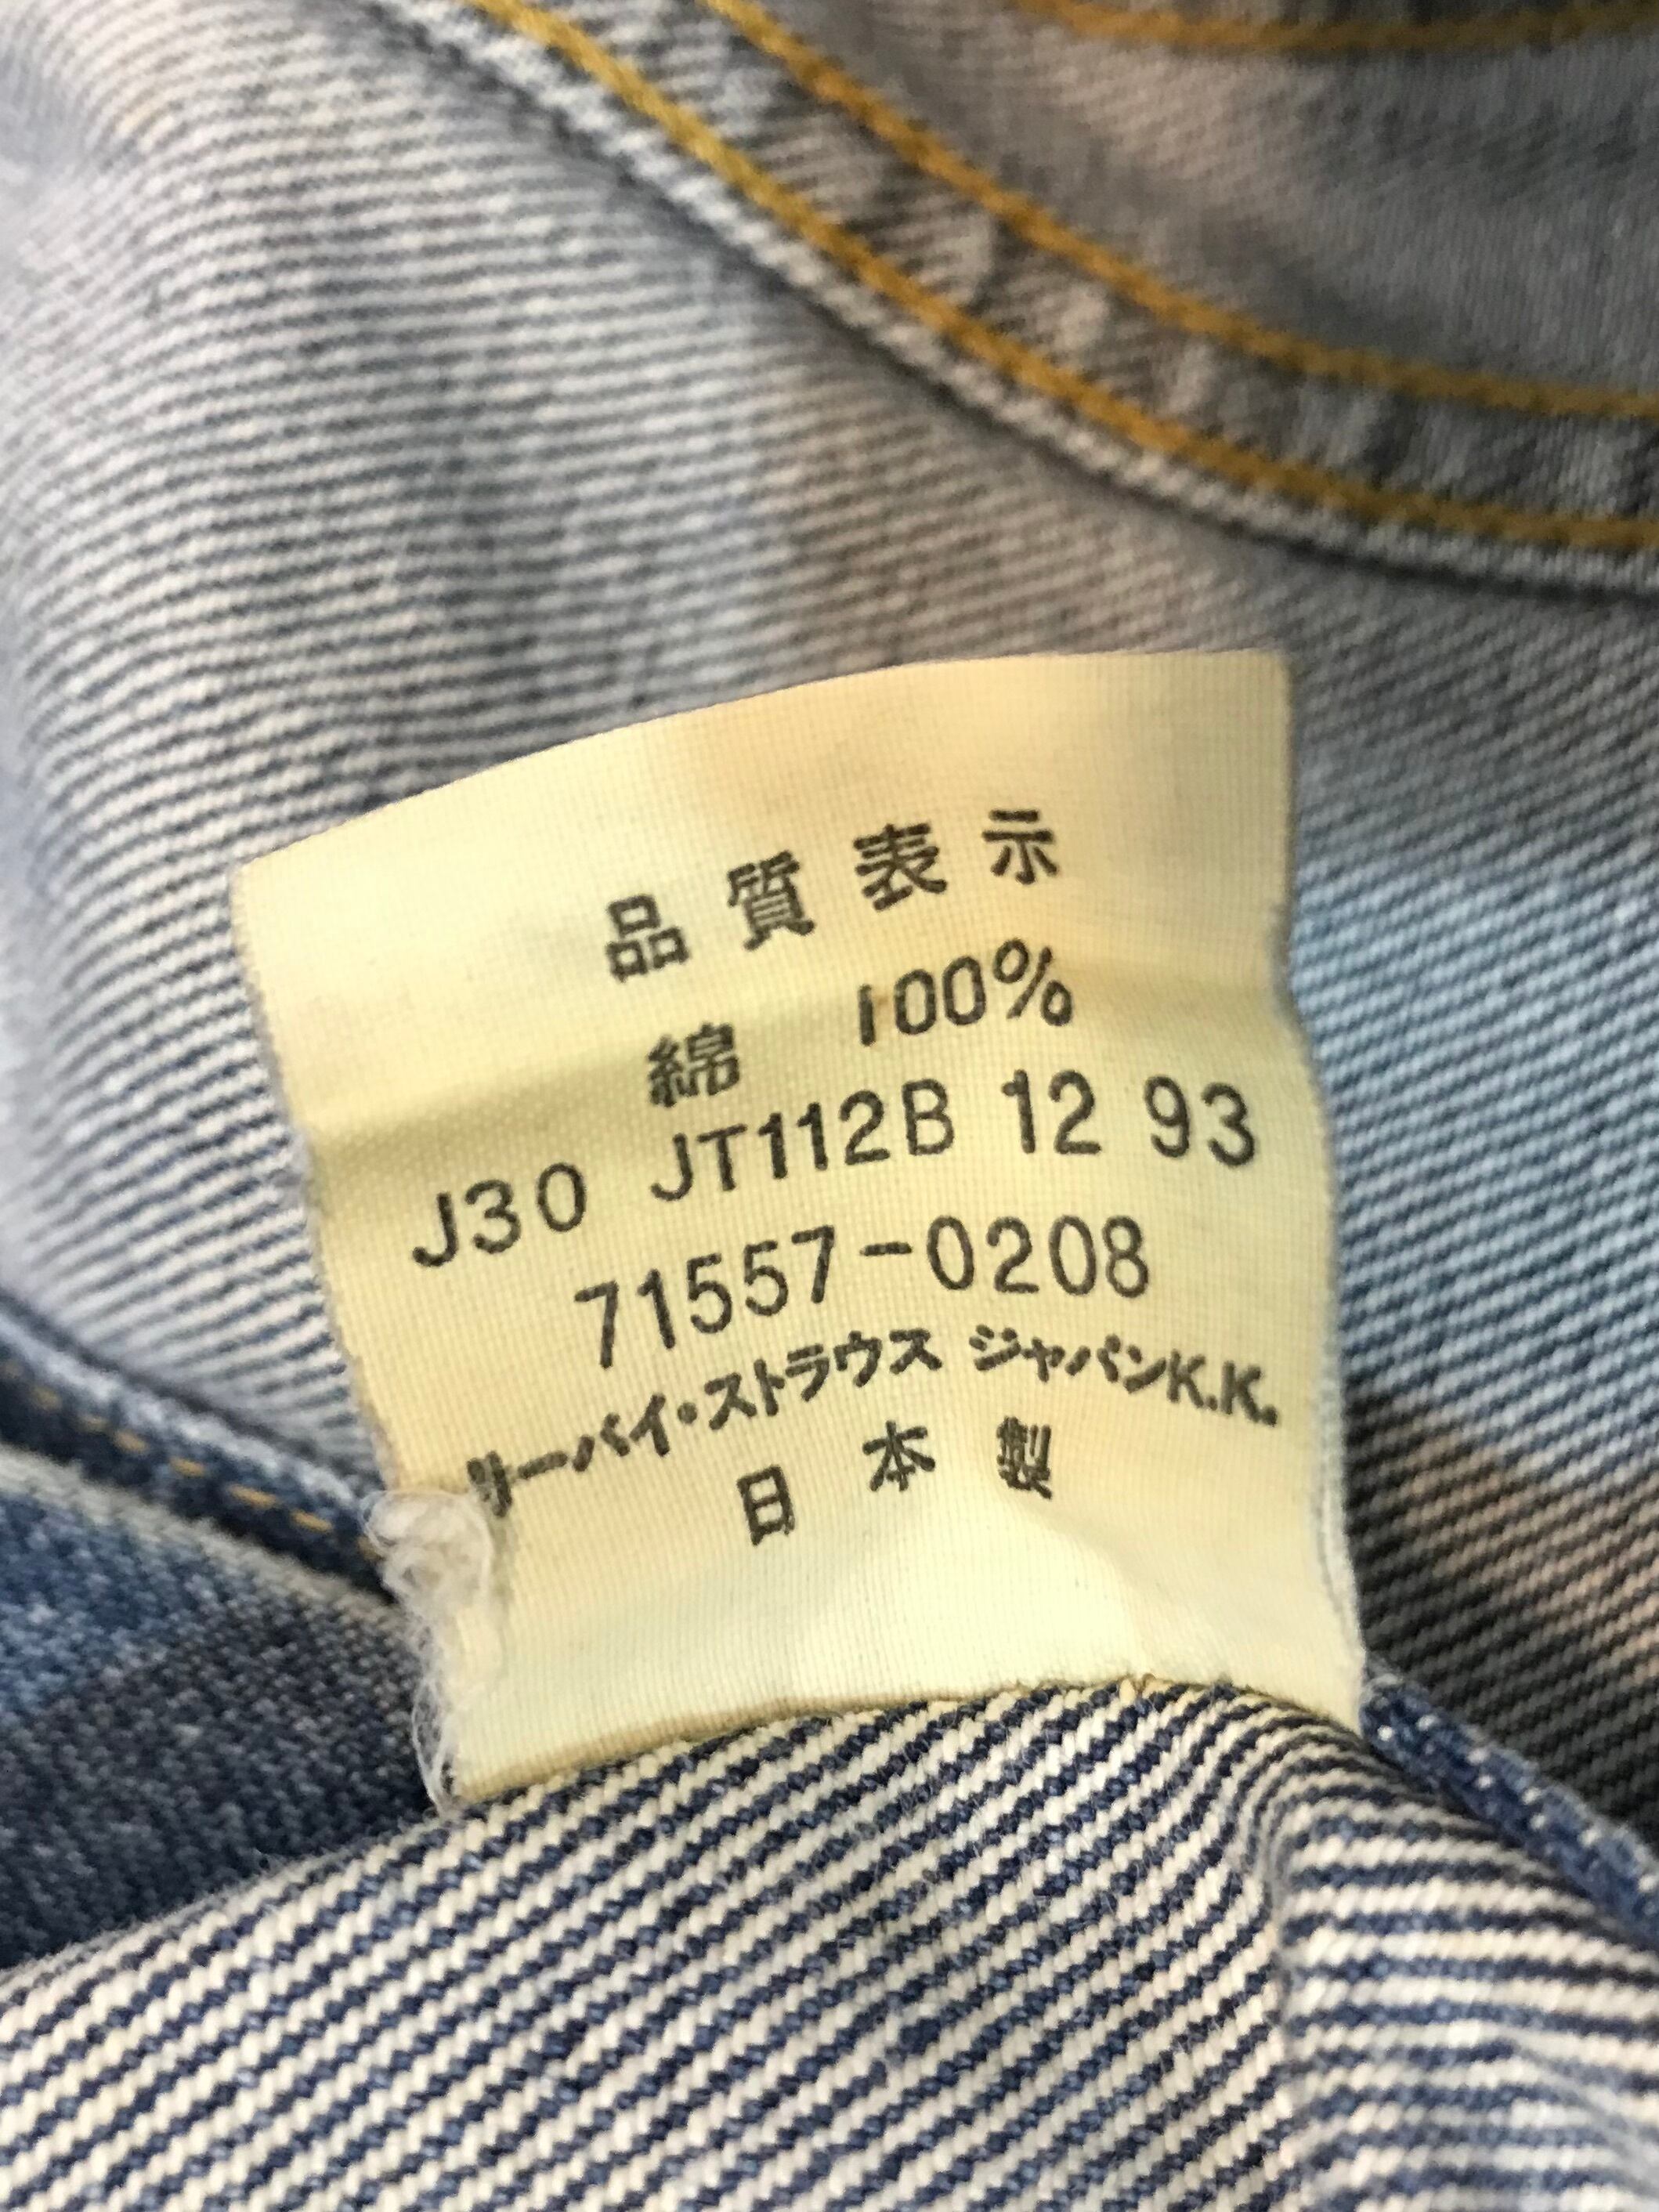 品質表示
綿 100%
J30 JT112B 12 93
71557-0208
リーバイ・ストラウス ジャパンK.K.
日本製